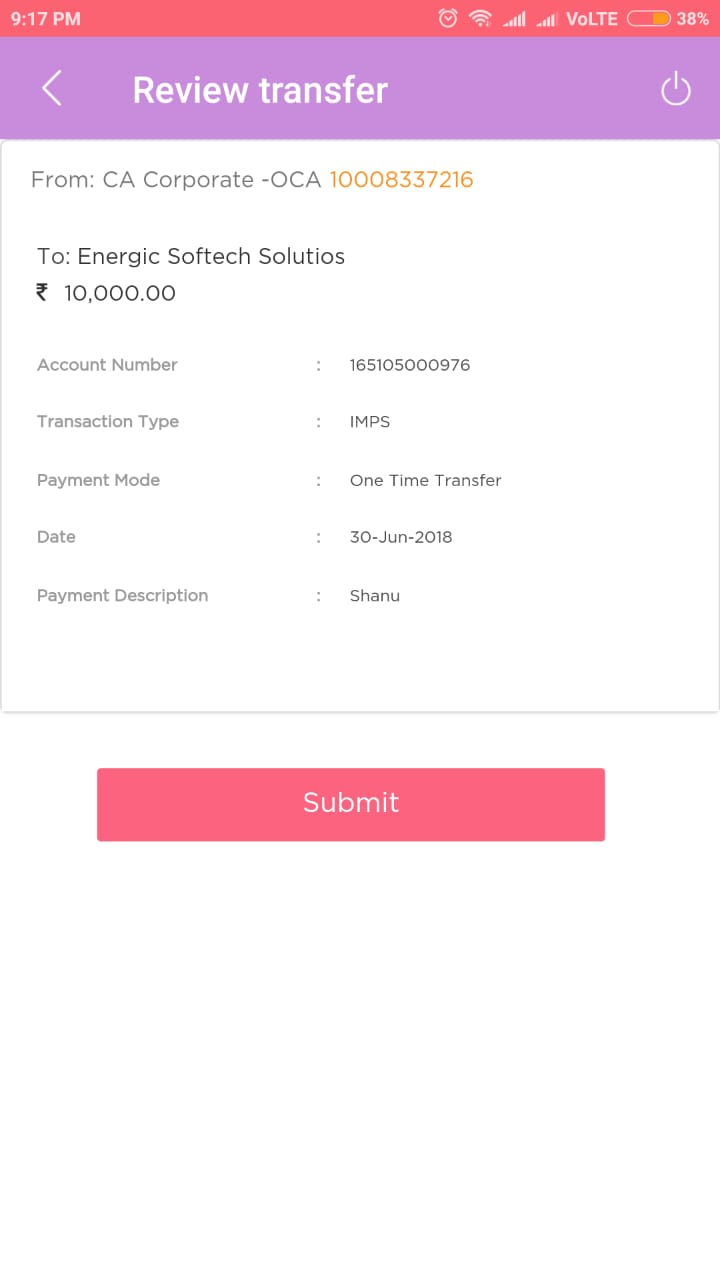 9:17 PM VoLTE 38%
Review transfer
From: CA Corporate -OCA 10008337216
To: Energic Softech Solutios
₹ 10,000.00
Account Number : 165105000976
Transaction Type : IMPS
Payment Mode : One Time Transfer
Date : 30-Jun-2018
Payment Description : Shanu
Submit